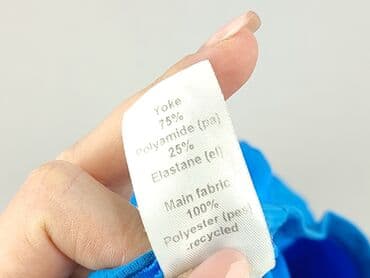 Yoke
75%
Polyamide (pa)
25%
Elastane (el)
Main fabric
100%
Polyester (pes)
.recycled